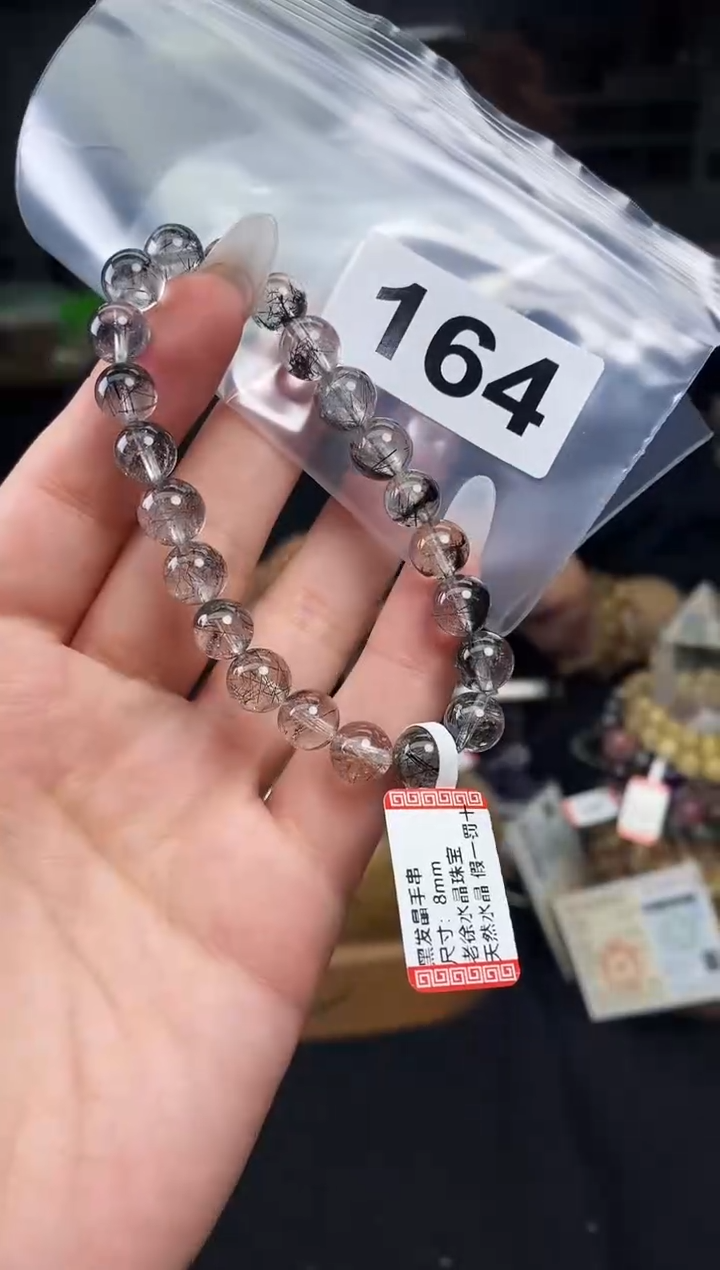 164
黑发晶手串
尺寸：8mm
老徐水晶珠宝
天然水晶 假一罚十